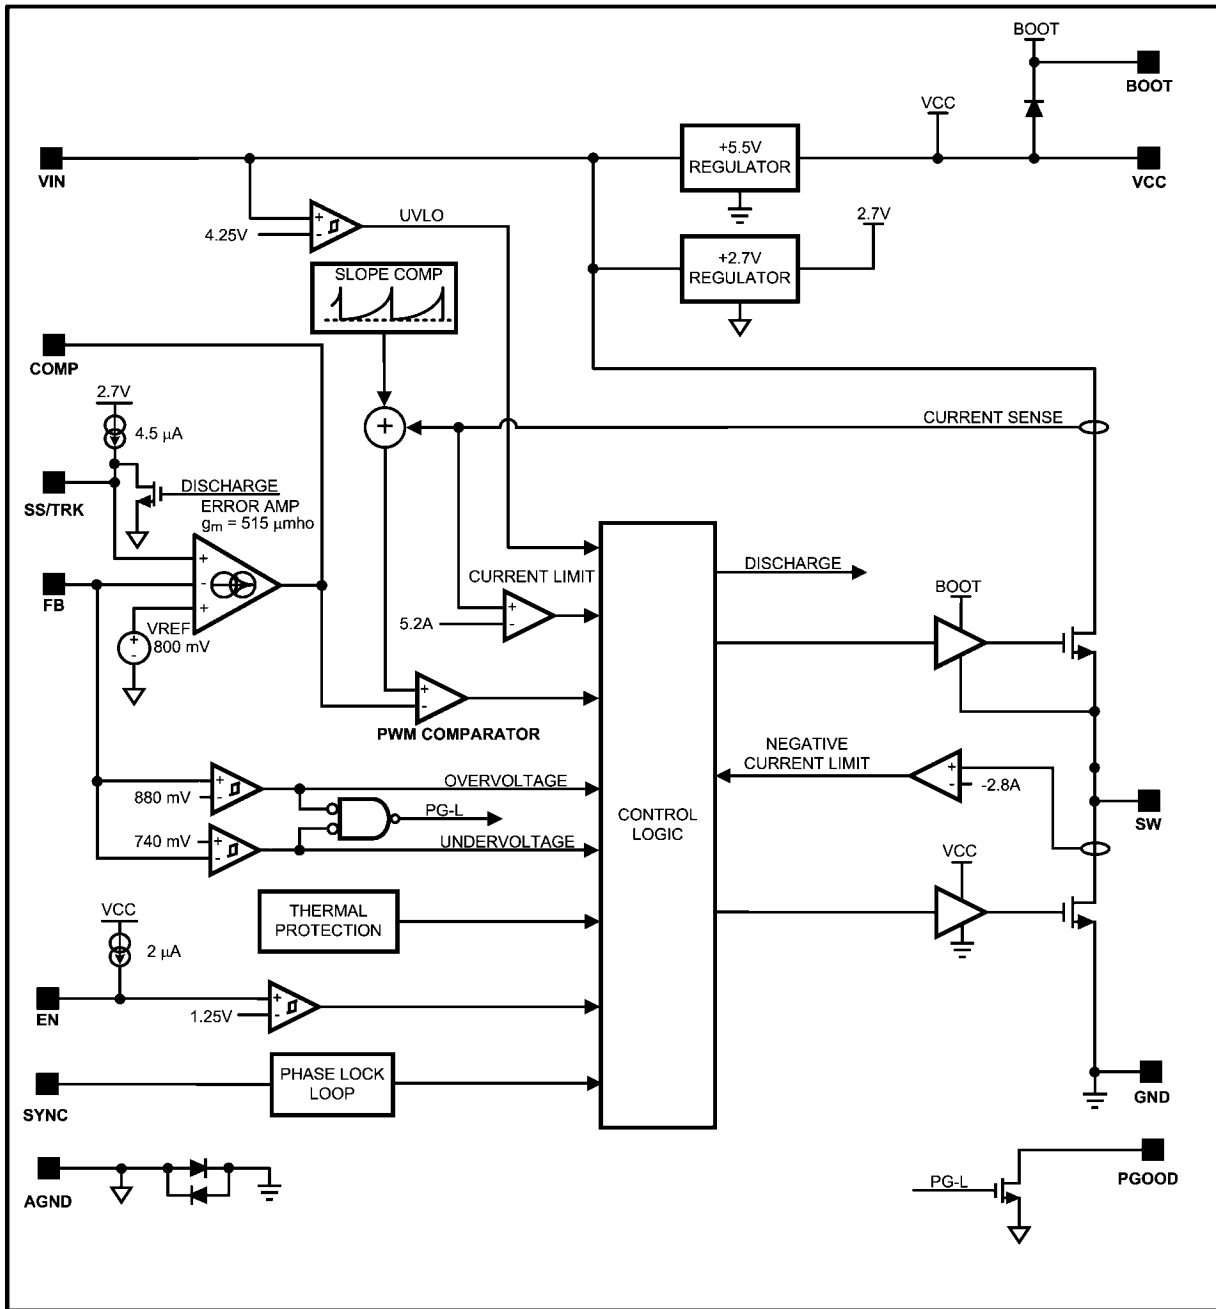 BOOT
BOOT
VCC
+5.5V
REGULATOR
VIN
VCC
+
-
UVLO
4.25V
2.7V
+2.7V
REGULATOR
SLOPE COMP
COMP
2.7V
4.5 µA
+
CURRENT SENSE
SS/TRK
DISCHARGE
ERROR AMP
gm = 515 µmho
+
-
+
FB
VREF
800 mV
+
-
CURRENT LIMIT
+
-
5.2A
DISCHARGE
BOOT
+
-
PWM COMPARATOR
NEGATIVE
CURRENT LIMIT
+
-
-2.8A
OVERVOLTAGE
+
-
880 mV
PG-L
CONTROL
LOGIC
SW
740 mV
+
-
UNDERVOLTAGE
VCC
THERMAL
PROTECTION
VCC
2 µA
EN
+
-
1.25V
PHASE LOCK
LOOP
SYNC
GND
AGND
PG-L
PGOOD